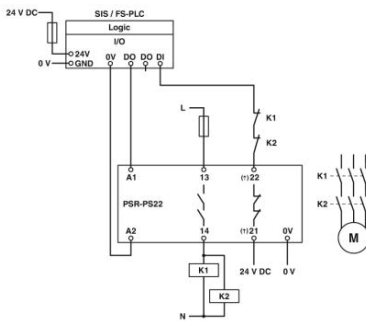 SIS / FS-PLC
24 V DC
Logic
I/O
24V
0V DO DO DI
0 V
GND
K1
L
K2
A1 13 (†) 22
K1
PSR-PS22
K2
A2 14 (†) 21 0V
M
K1
24 V DC 0 V
K2
N